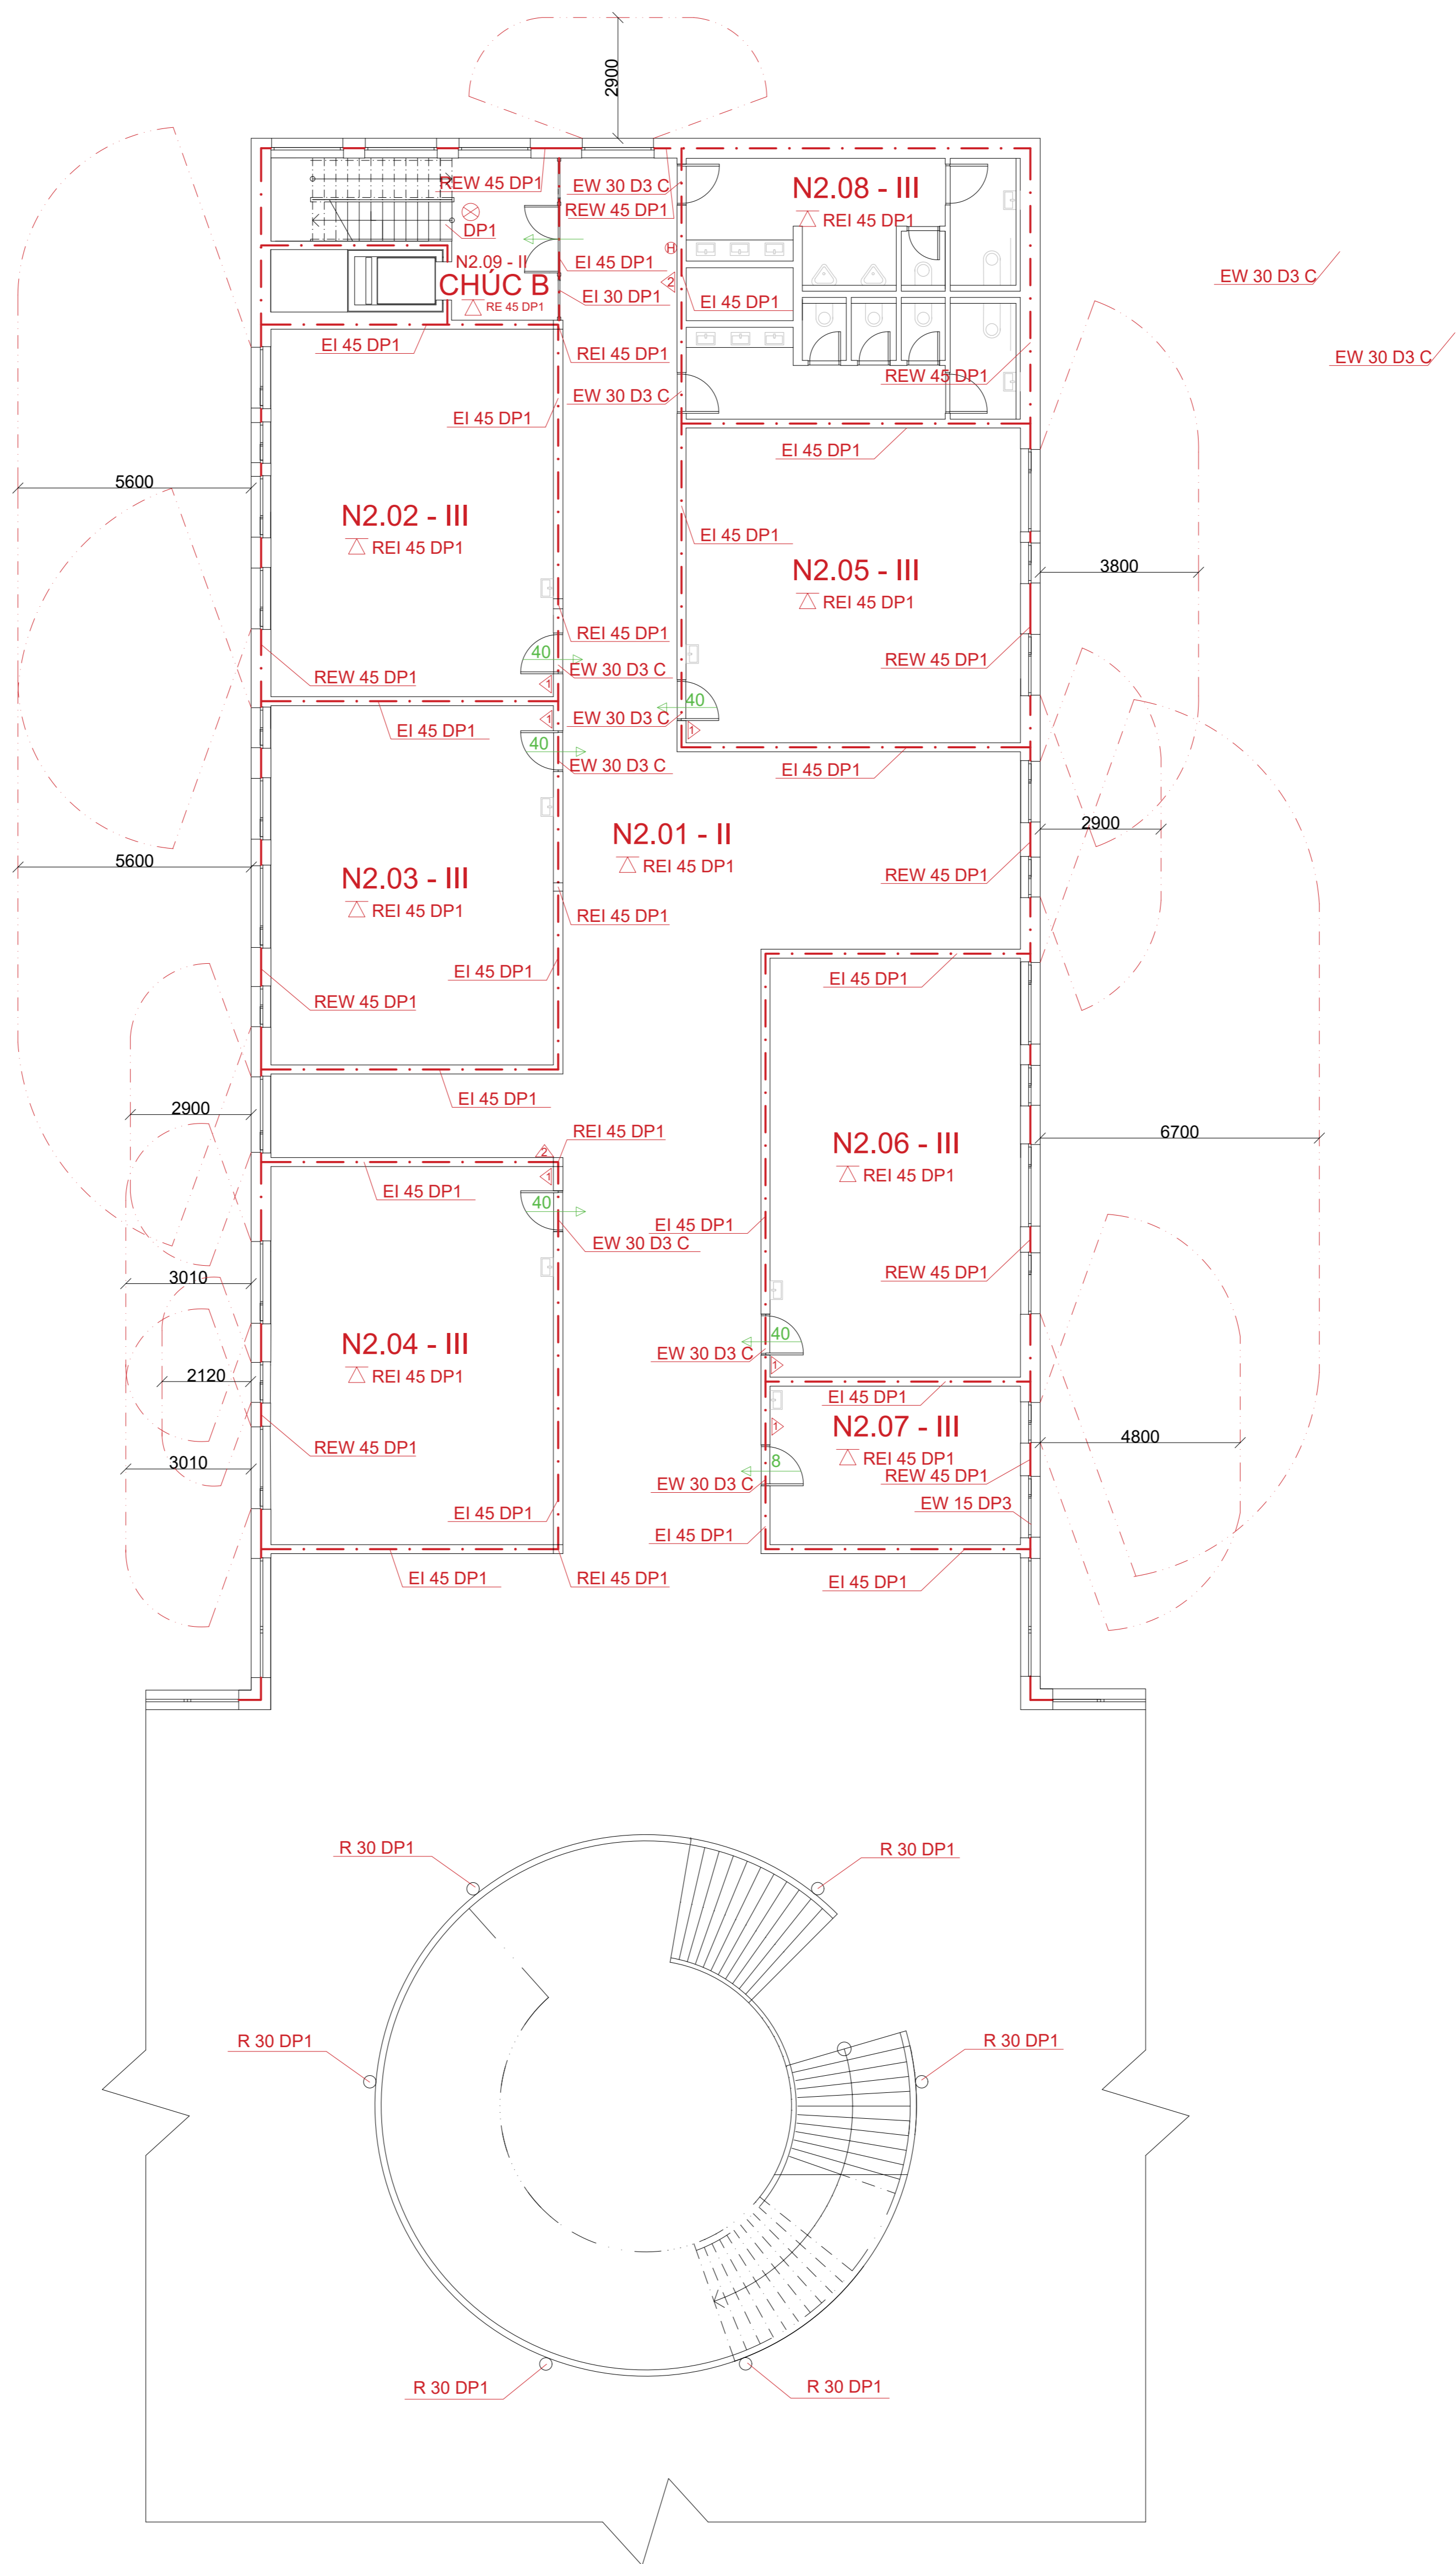 2900
REW 45 DP1
EW 30 D3 C
N2.08 - III
REW 45 DP1
REI 45 DP1
DP1
H
N2.09 - II
EI 45 DP1
CHÚC B
2
EW 30 D3 C
RE 45 DP1
EI 30 DP1
EI 45 DP1
EI 45 DP1
REI 45 DP1
EW 30 D3 C
REW 45 DP1
EW 30 D3 C
EI 45 DP1
EI 45 DP1
5600
N2.02 - III
REI 45 DP1
EI 45 DP1
N2.05 - III
3800
REI 45 DP1
REI 45 DP1
40
EW 30 D3 C
REW 45 DP1
REW 45 DP1
1
40
1
EW 30 D3 C
1
EI 45 DP1
40
EW 30 D3 C
EI 45 DP1
N2.01 - II
2900
5600
REI 45 DP1
N2.03 - III
REW 45 DP1
REI 45 DP1
REI 45 DP1
EI 45 DP1
EI 45 DP1
REW 45 DP1
EI 45 DP1
2900
REI 45 DP1
6700
2
N2.06 - III
1
REI 45 DP1
EI 45 DP1
40
EI 45 DP1
EW 30 D3 C
3010
REW 45 DP1
N2.04 - III
40
EW 30 D3 C
1
REI 45 DP1
2120
EI 45 DP1
N2.07 - III
1
4800
REW 45 DP1
REI 45 DP1
3010
8
REW 45 DP1
EW 30 D3 C
EW 15 DP3
EI 45 DP1
EI 45 DP1
EI 45 DP1
REI 45 DP1
EI 45 DP1
R 30 DP1
R 30 DP1
R 30 DP1
R 30 DP1
R 30 DP1
R 30 DP1